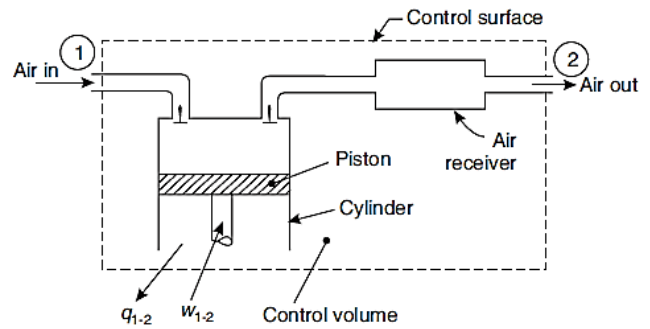 Control surface
1
2
Air in
Air out
Air
receiver
Piston
Cylinder
q1-2
w1-2
Control volume